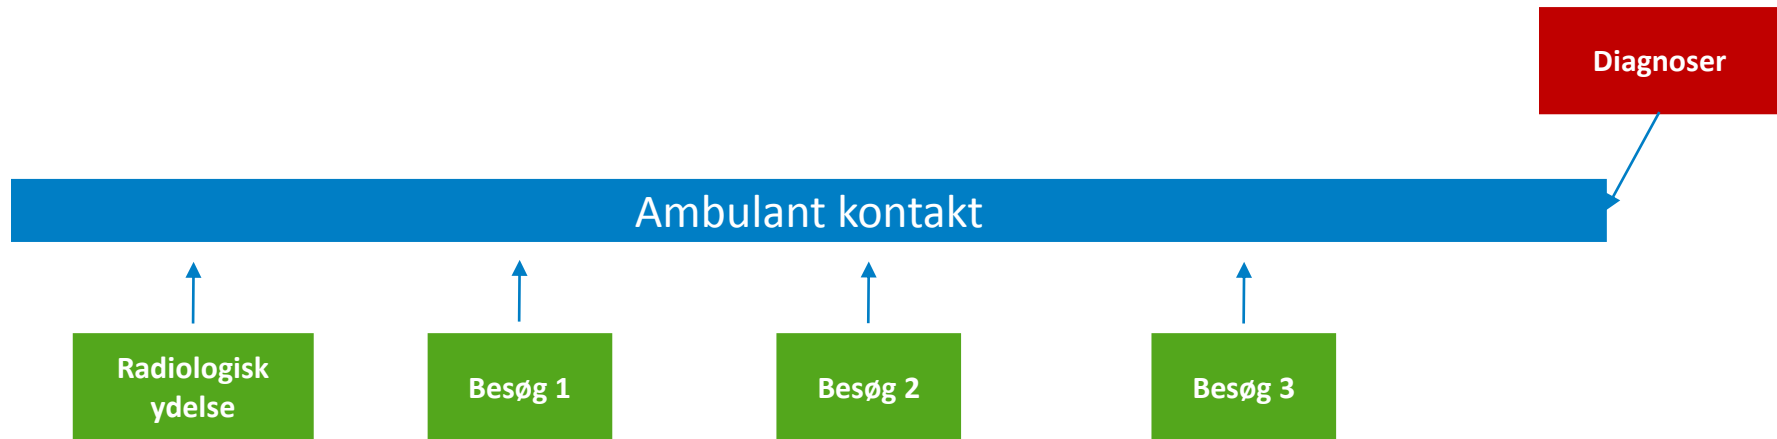 Diagnoser
Ambulant kontakt
Radiologisk
ydelse
Besøg 1
Besøg 2
Besøg 3